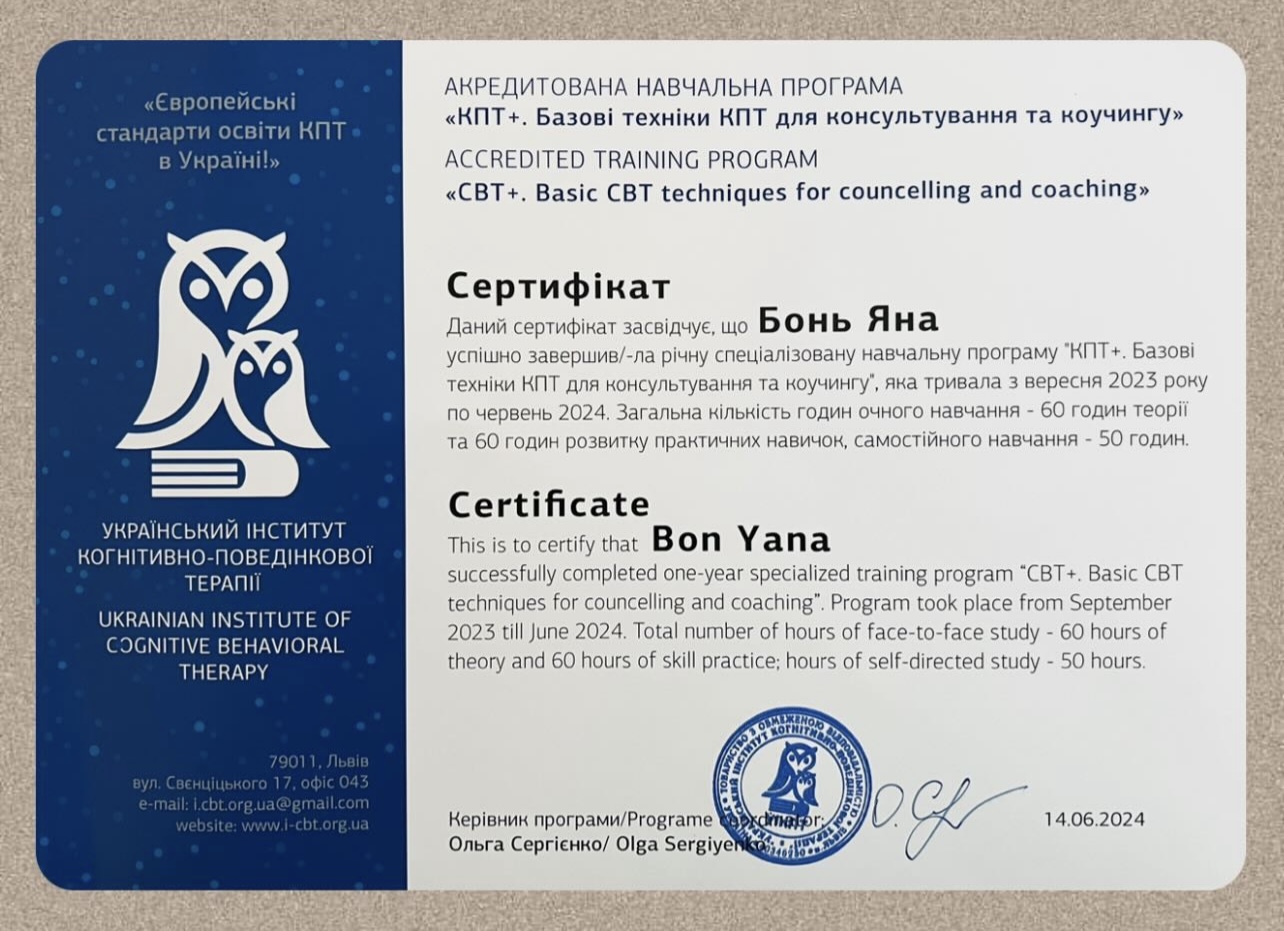 «Європейські
стандарти освіти КПТ
в Україні!»
УКРАЇНСЬКИЙ ІНСТИТУТ
КОГНІТИВНО-ПОВЕДІНКОВОЇ
ТЕРАПІЇ
UKRAINIAN INSTITUTE OF
COGNITIVE BEHAVIORAL
THERAPY
79011, Львів
вул. Свєнціцького 17, офіс 043
e-mail: i.cbt.org.ua@gmail.com
website: www.i-cbt.org.ua
АКРЕДИТОВАНА НАВЧАЛЬНА ПРОГРАМА
«КПТ+. Базові техніки КПТ для консультування та коучингу»
ACCREDITED TRAINING PROGRAM
«CBT+. Basic CBT techniques for councelling and coaching»
Сертифікат
Даний сертифікат засвідчує, що Бонь Яна
успішно завершив/-ла річну спеціалізовану навчальну програму "КПТ+. Базові
техніки КПТ для консультування та коучингу", яка тривала з вересня 2023 року
по червень 2024. Загальна кількість годин очного навчання - 60 годин теорії
та 60 годин розвитку практичних навичок, самостійного навчання - 50 годин.
Certificate
This is to certify that Bon Yana
successfully completed one-year specialized training program “CBT+. Basic CBT
techniques for councelling and coaching”. Program took place from September
2023 till June 2024. Total number of hours of face-to-face study - 60 hours of
theory and 60 hours of skill practice; hours of self-directed study - 50 hours.
ТОВАРИСТВО З ОБМЕЖЕНОЮ ВІДПОВІДАЛЬНІСТЮ
УКРАЇНСЬКИЙ ІНСТИТУТ КОГНІТИВНО-ПОВЕДІНКОВОЇ ТЕРАПІЇ
Керівник програми/Programe coordinator:
Ольга Сергієнко/ Olga Sergiyenko
14.06.2024